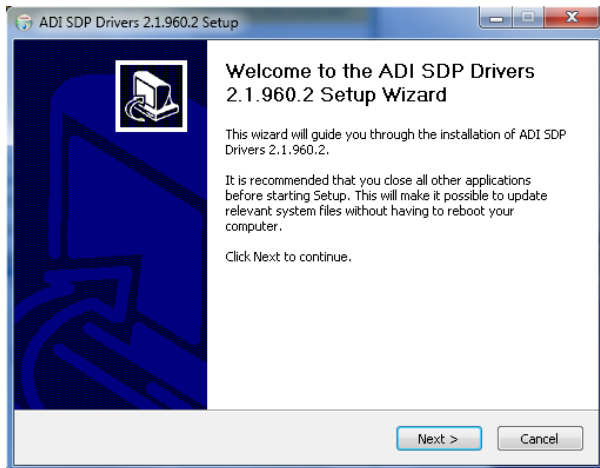 ADI SDP Drivers 2.1.960.2 Setup
Welcome to the ADI SDP Drivers
2.1.960.2 Setup Wizard
This wizard will guide you through the installation of ADI SDP
Drivers 2.1.960.2.
It is recommended that you close all other applications
before starting Setup. This will make it possible to update
relevant system files without having to reboot your
computer.
Click Next to continue.
Next >
Cancel